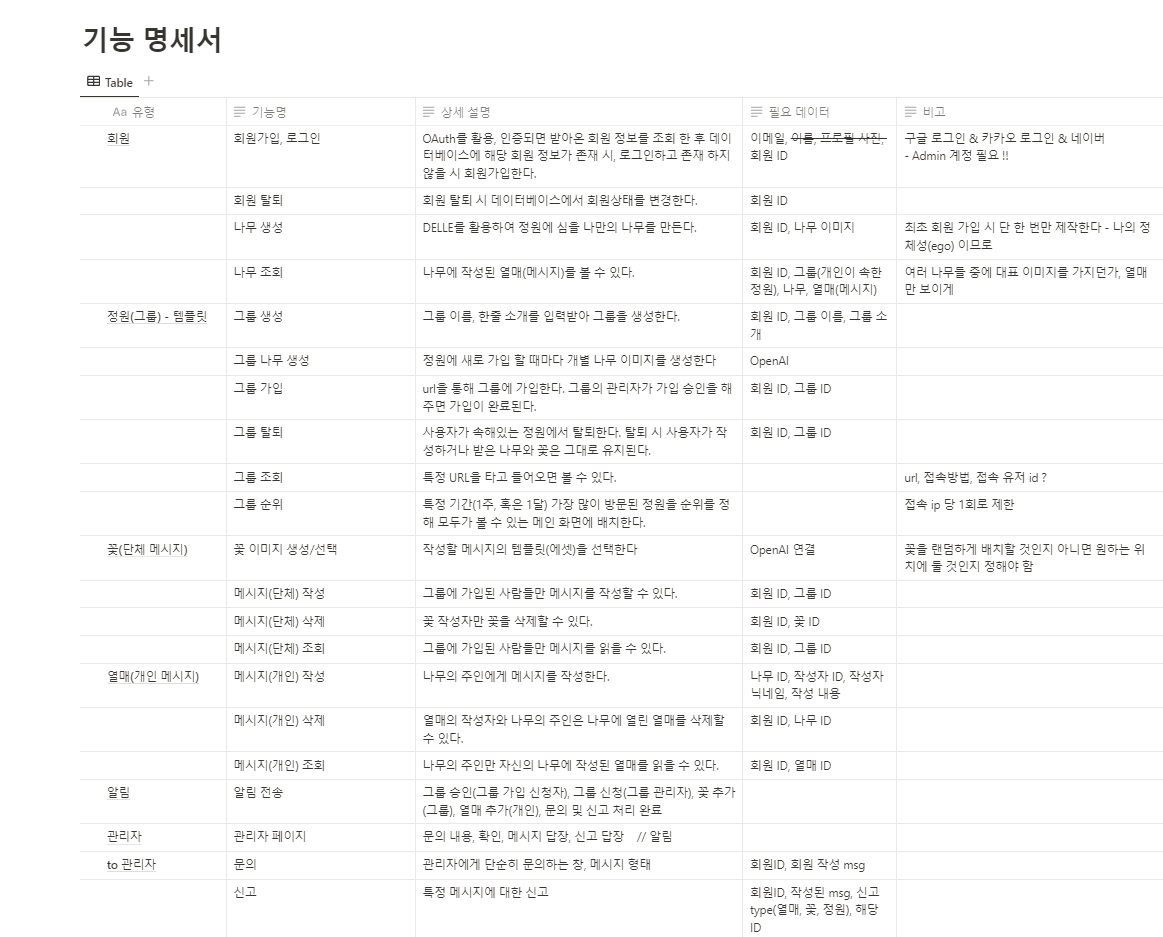 기능 명세서
Table +
Aa 유형 기능명 상세 설명 필요 데이터 비고
회원 회원가입, 로그인 OAuth를 활용, 인증되면 받아온 회원 정보를 조회 한 후 데이 이메일, 이름, 프로필 사진, 구글 로그인 & 카카오 로그인 & 네이버
터베이스에 해당 회원 정보가 존재 시, 로그인하고 존재 하지 회원 ID - Admin 계정 필요 !!
않을 시 회원가입한다.
회원 탈퇴 회원 탈퇴 시 데이터베이스에서 회원상태를 변경한다. 회원 ID
나무 생성 DELLE를 활용하여 정원에 심을 나만의 나무를 만든다. 회원 ID, 나무 이미지 최초 회원 가입 시 단 한 번만 제작한다 - 나의 정
체성(ego) 이므로
나무 조회 나무에 작성된 열매(메시지)를 볼 수 있다. 회원 ID, 그룹(개인이 속한 여러 나무들 중에 대표 이미지를 가지던가, 열매
정원), 나무, 열매(메시지) 만 보이게
정원(그룹) - 템플릿 그룹 생성 그룹 이름, 한줄 소개를 입력받아 그룹을 생성한다. 회원 ID, 그룹 이름, 그룹 소
개
그룹 나무 생성 정원에 새로 가입 할 때마다 개별 나무 이미지를 생성한다 OpenAI
그룹 가입 url을 통해 그룹에 가입한다. 그룹의 관리자가 가입 승인을 해 회원 ID, 그룹 ID
주면 가입이 완료된다.
그룹 탈퇴 사용자가 속해있는 정원에서 탈퇴한다. 탈퇴 시 사용자가 작 회원 ID, 그룹 ID
성하거나 받은 나무와 꽃은 그대로 유지된다.
그룹 조회 특정 URL을 타고 들어오면 볼 수 있다. url, 접속방법, 접속 유저 id ?
그룹 순위 특정 기간(1주, 혹은 1달) 가장 많이 방문된 정원을 순위를 정 접속 ip 당 1회로 제한
해 모두가 볼 수 있는 메인 화면에 배치한다.
꽃(단체 메시지) 꽃 이미지 생성/선택 작성할 메시지의 템플릿(에셋)을 선택한다 OpenAI 연결 꽃을 랜덤하게 배치할 것인지 아니면 원하는 위
치에 둘 것인지 정해야 함
메시지(단체) 작성 그룹에 가입된 사람들만 메시지를 작성할 수 있다. 회원 ID, 그룹 ID
메시지(단체) 삭제 꽃 작성자만 꽃을 삭제할 수 있다. 회원 ID, 꽃 ID
메시지(단체) 조회 그룹에 가입된 사람들만 메시지를 읽을 수 있다. 회원 ID, 그룹 ID
열매(개인 메시지) 메시지(개인) 작성 나무의 주인에게 메시지를 작성한다. 나무 ID, 작성자 ID, 작성자
닉네임, 작성 내용
메시지(개인) 삭제 열매의 작성자와 나무의 주인은 나무에 열린 열매를 삭제할 회원 ID, 나무 ID
수 있다.
메시지(개인) 조회 나무의 주인만 자신의 나무에 작성된 열매를 읽을 수 있다. 회원 ID, 열매 ID
알림 알림 전송 그룹 승인(그룹 가입 신청자), 그룹 신청(그룹 관리자), 꽃 추가
(그룹), 열매 추가(개인), 문의 및 신고 처리 완료
관리자 관리자 페이지 문의 내용, 확인, 메시지 답장, 신고 답장 // 알림
to 관리자 문의 관리자에게 단순히 문의하는 창, 메시지 형태 회원ID, 회원 작성 msg
신고 특정 메시지에 대한 신고 회원ID, 작성된 msg, 신고
type(열매, 꽃, 정원), 해당
ID